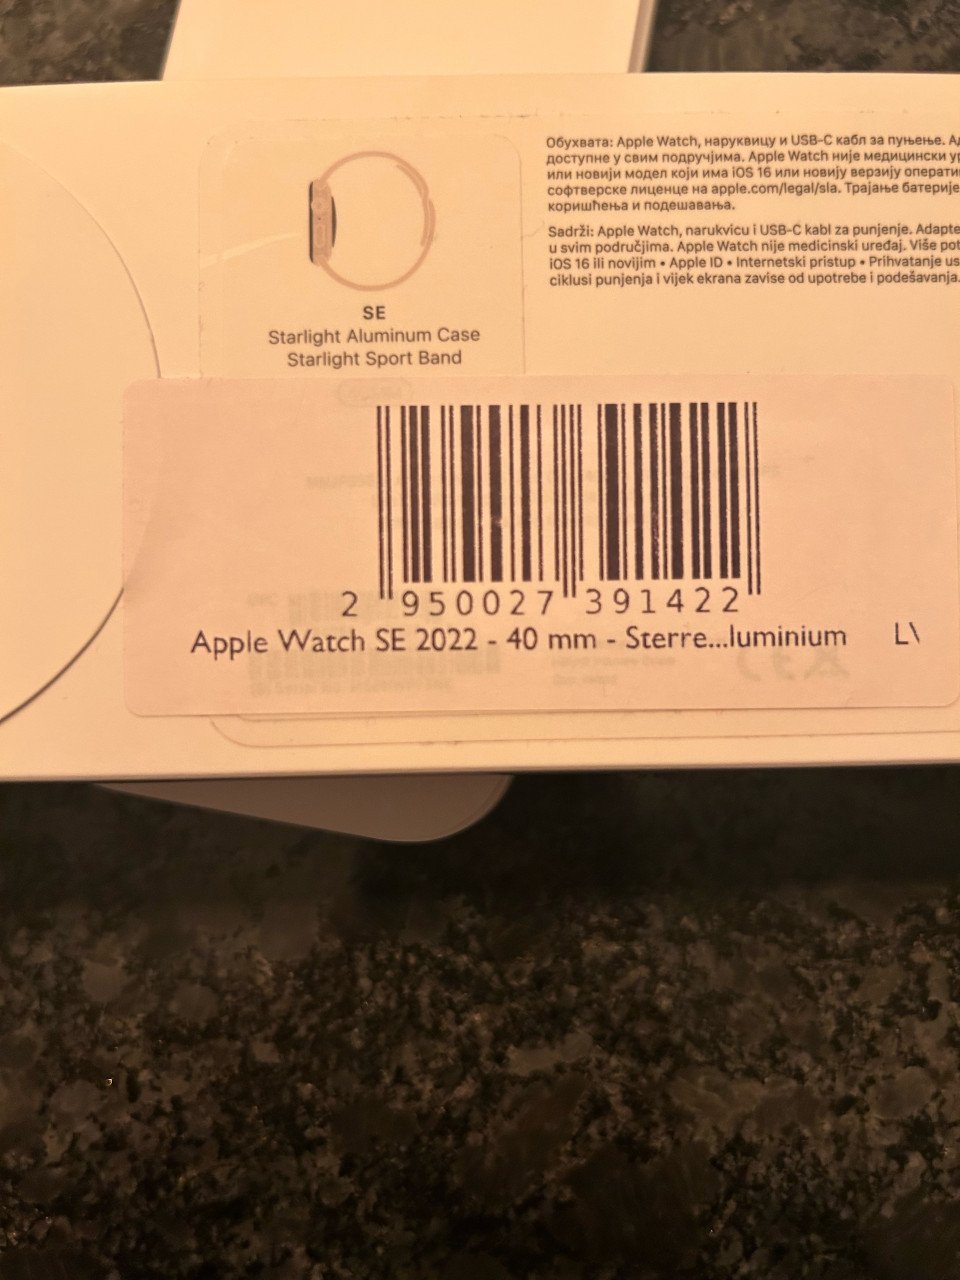 Обухвата: Apple Watch, наруквицу и USB-C кабл за пуњење.
доступне у свим подручјима. Apple Watch није медицински
или новији модел који има iOS 16 или новију верзију
софтверске лиценце на apple.com/legal/sla. Трајање батерије
коришћења и подешавања.
Sadrži: Apple Watch, narukvicu i USB-C kabl za punjenje.
u svim područjima. Apple Watch nije medicinski uređaj. Više
iOS 16 ili novijim • Apple ID • Internetski pristup • Prihvatanje
ciklusi punjenja i vijek ekrana zavise od upotrebe i podešavanja.
SE
Starlight Aluminum Case
Starlight Sport Band
2 950027 391422
Apple Watch SE 2022 - 40 mm - Sterre...luminium